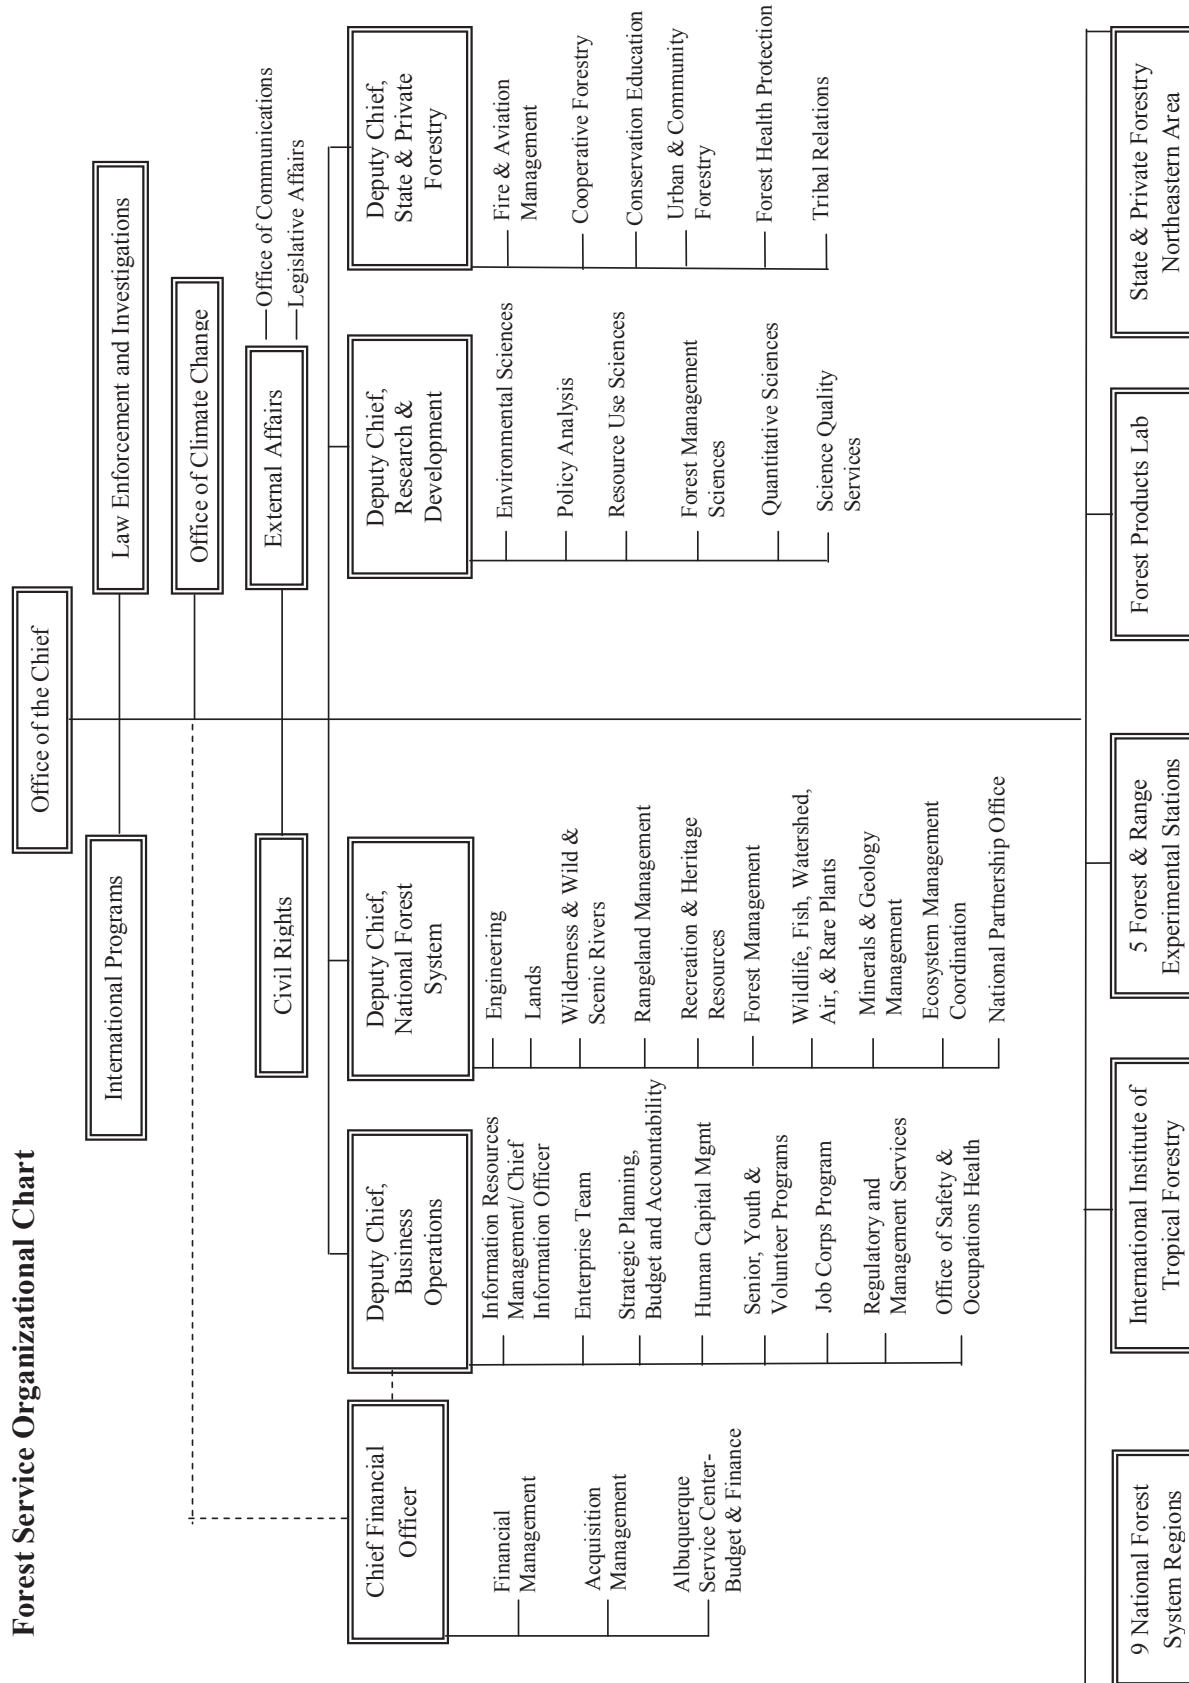 Forest Service Organizational Chart
Office of the Chief
International Programs
Law Enforcement and Investigations
Office of Climate Change
Civil Rights
External Affairs
Office of Communications
Legislative Affairs
Chief Financial
Officer
Financial
Management
Acquisition
Management
Albuquerque
Service Center-
Budget & Finance
Deputy Chief,
Business
Operations
Information Resources
Management/ Chief
Information Officer
Enterprise Team
Strategic Planning,
Budget and Accountability
Human Capital Mgmt
Senior, Youth &
Volunteer Programs
Job Corps Program
Regulatory and
Management Services
Office of Safety &
Occupations Health
Deputy Chief,
National Forest
System
Engineering
Lands
Wilderness & Wild &
Scenic Rivers
Rangeland Management
Recreation & Heritage
Resources
Forest Management
Wildlife, Fish, Watershed,
Air, & Rare Plants
Minerals & Geology
Management
Ecosystem Management
Coordination
National Partnership Office
Deputy Chief,
Research &
Development
Environmental Sciences
Policy Analysis
Resource Use Sciences
Forest Management
Sciences
Quantitative Sciences
Science Quality
Services
Deputy Chief,
State & Private
Forestry
Fire & Aviation
Management
Cooperative Forestry
Conservation Education
Urban & Community
Forestry
Forest Health Protection
Tribal Relations
9 National Forest
System Regions
International Institute of
Tropical Forestry
5 Forest & Range
Experimental Stations
Forest Products Lab
State & Private Forestry
Northeastern Area